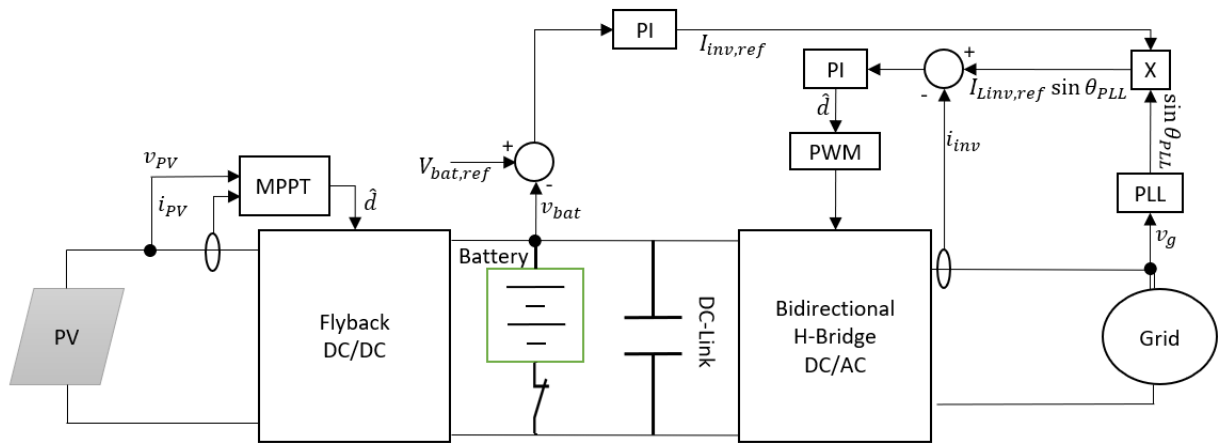 PI
I_{inv,ref}
PI
+
X
-
I_{Linv,ref} sin θ_{PLL}
d̂
i_{inv}
sin θ_{PLL}
PWM
v_{PV}
MPPT
V_{bat,ref}
+
-
PLL
i_{PV}
d̂
v_{bat}
v_g
Battery
PV
Flyback
DC/DC
DC-Link
Bidirectional
H-Bridge
DC/AC
Grid